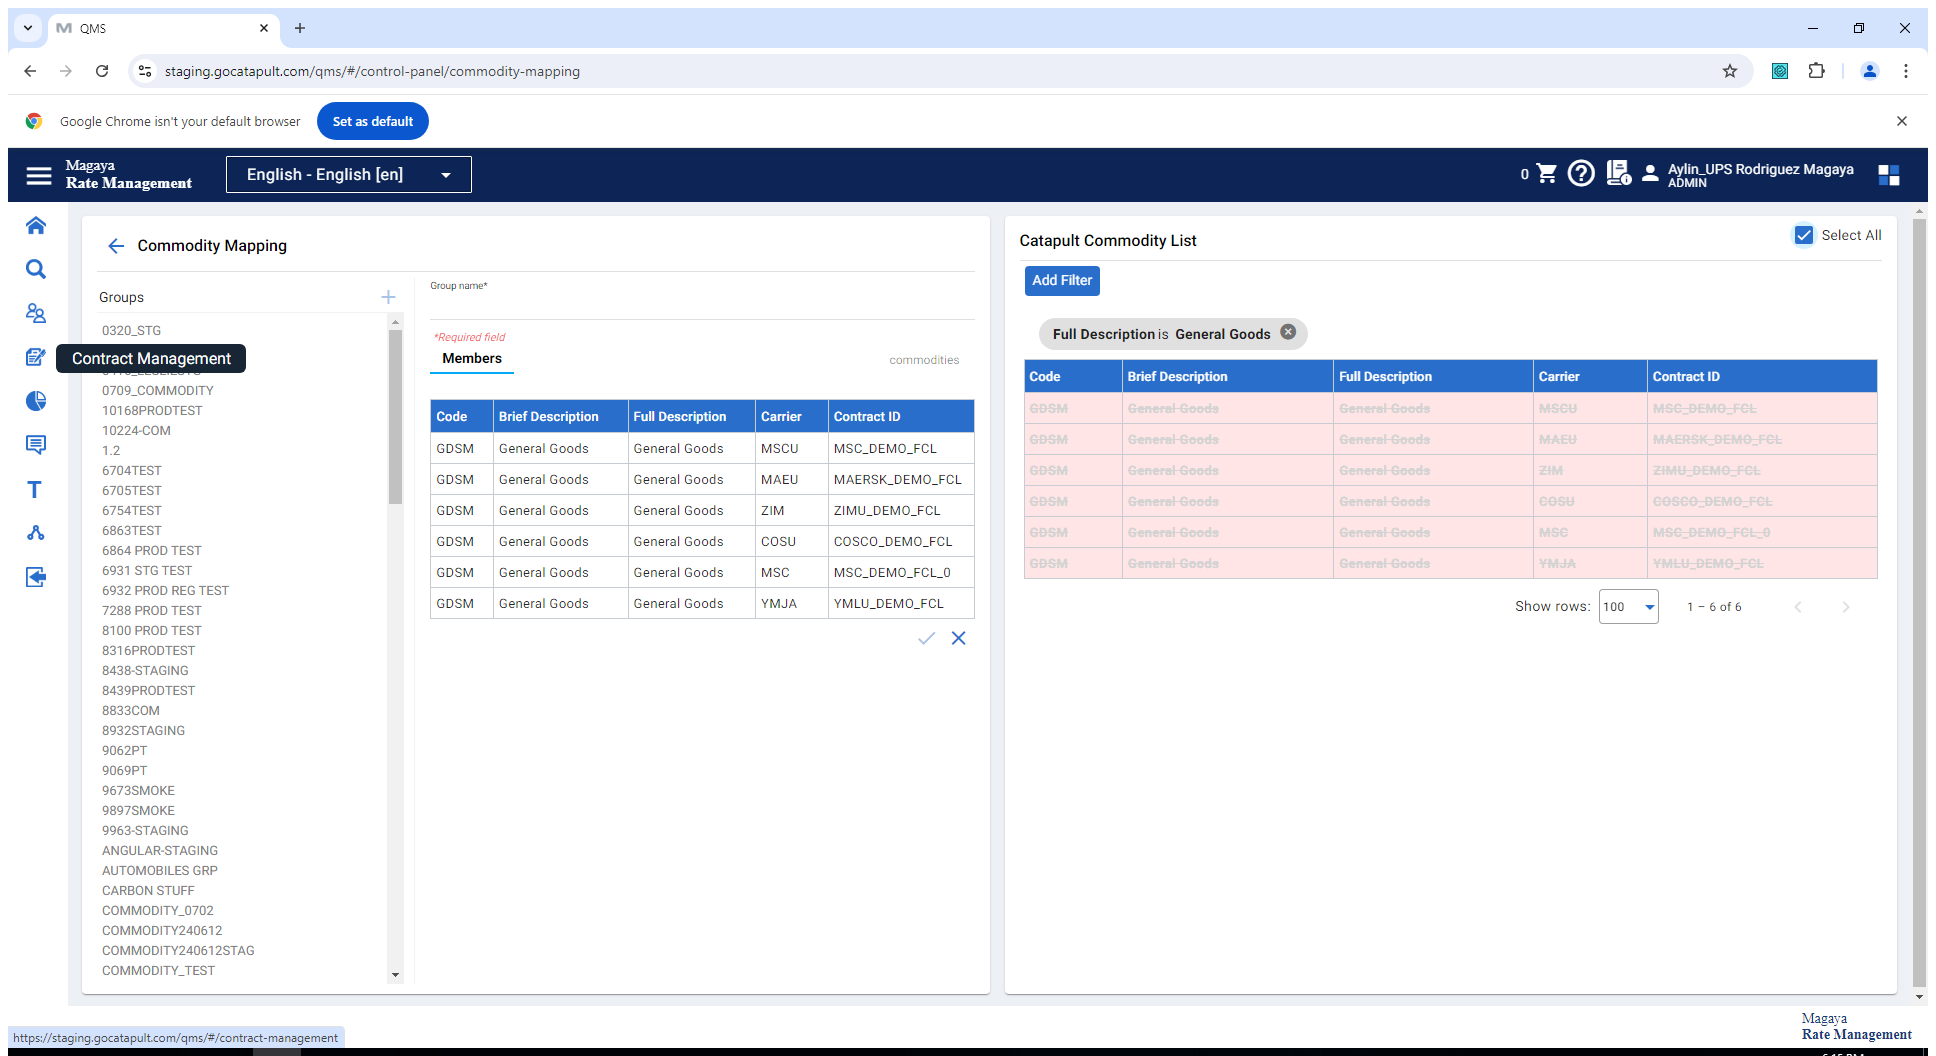 QMS
staging.gocatapult.com/qms/#/control-panel/commodity-mapping
Google Chrome isn't your default browser
Set as default
Magaya
Rate Management
English - English [en]
0
Aylin_UPS Rodriguez Magaya
ADMIN
Commodity Mapping
Groups
0320_STG
Contract Management
0709_COMMODITY
10168PRODTEST
10224-COM
1.2
6704TEST
6705TEST
6754TEST
6863TEST
6864 PROD TEST
6931 STG TEST
6932 PROD REG TEST
7288 PROD TEST
8100 PROD TEST
8316PRODTEST
8438-STAGING
8439PRODTEST
8833COM
8932STAGING
9062PT
9069PT
9673SMOKE
9897SMOKE
9963-STAGING
ANGULAR-STAGING
AUTOMOBILES GRP
CARBON STUFF
COMMODITY_0702
COMMODITY240612
COMMODITY240612STAG
COMMODITY_TEST
Group name*
*Required field
Members
commodities
Code Brief Description Full Description Carrier Contract ID
GDSM General Goods General Goods MSCU MSC_DEMO_FCL
GDSM General Goods General Goods MAEU MAERSK_DEMO_FCL
GDSM General Goods General Goods ZIM ZIMU_DEMO_FCL
GDSM General Goods General Goods COSU COSCO_DEMO_FCL
GDSM General Goods General Goods MSC MSC_DEMO_FCL_0
GDSM General Goods General Goods YMJA YMLU_DEMO_FCL
Catapult Commodity List
Select All
Add Filter
Full Description is General Goods
Code Brief Description Full Description Carrier Contract ID
GDSM General Goods General Goods MSCU MSC_DEMO_FCL
GDSM General Goods General Goods MAEU MAERSK_DEMO_FCL
GDSM General Goods General Goods ZIM ZIMU_DEMO_FCL
GDSM General Goods General Goods COSU COSCO_DEMO_FCL
GDSM General Goods General Goods MSC MSC_DEMO_FCL_0
GDSM General Goods General Goods YMJA YMLU_DEMO_FCL
Show rows: 100 1 – 6 of 6
Magaya
Rate Management
https://staging.gocatapult.com/qms/#/contract-management